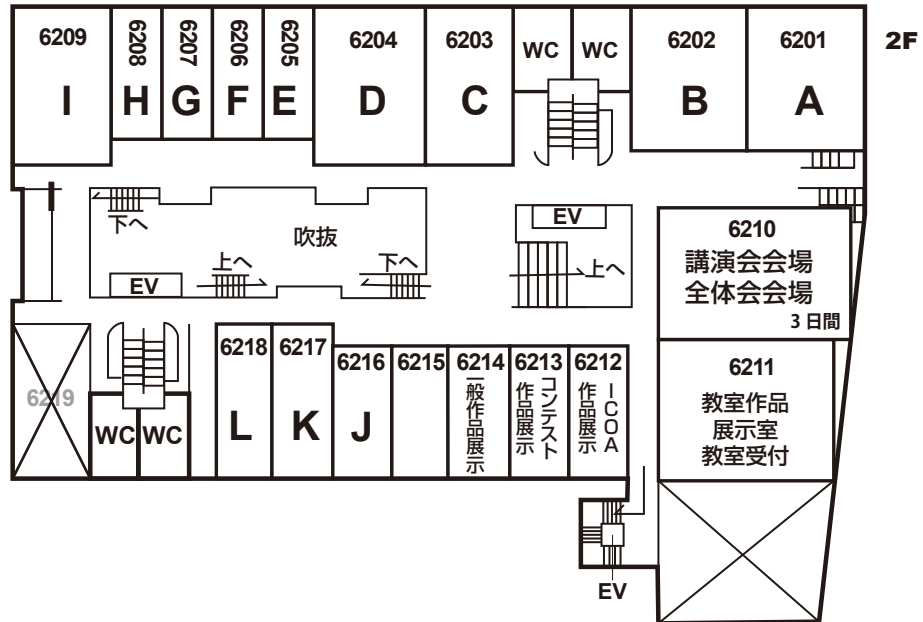 6209
I
6208
H
6207
G
6206
F
6205
E
6204
D
6203
C
WC
WC
6202
B
6201
A
2F
下へ
吹抜
上へ
下へ
EV
EV
上へ
6210
講演会会場
全体会会場
3日間
6219
WC
WC
6218
L
6217
K
6216
J
6215
6214
一般作品展示
6213
コンテスト
作品展示
6212
ICOA
作品展示
6211
教室作品
展示室
教室受付
EV